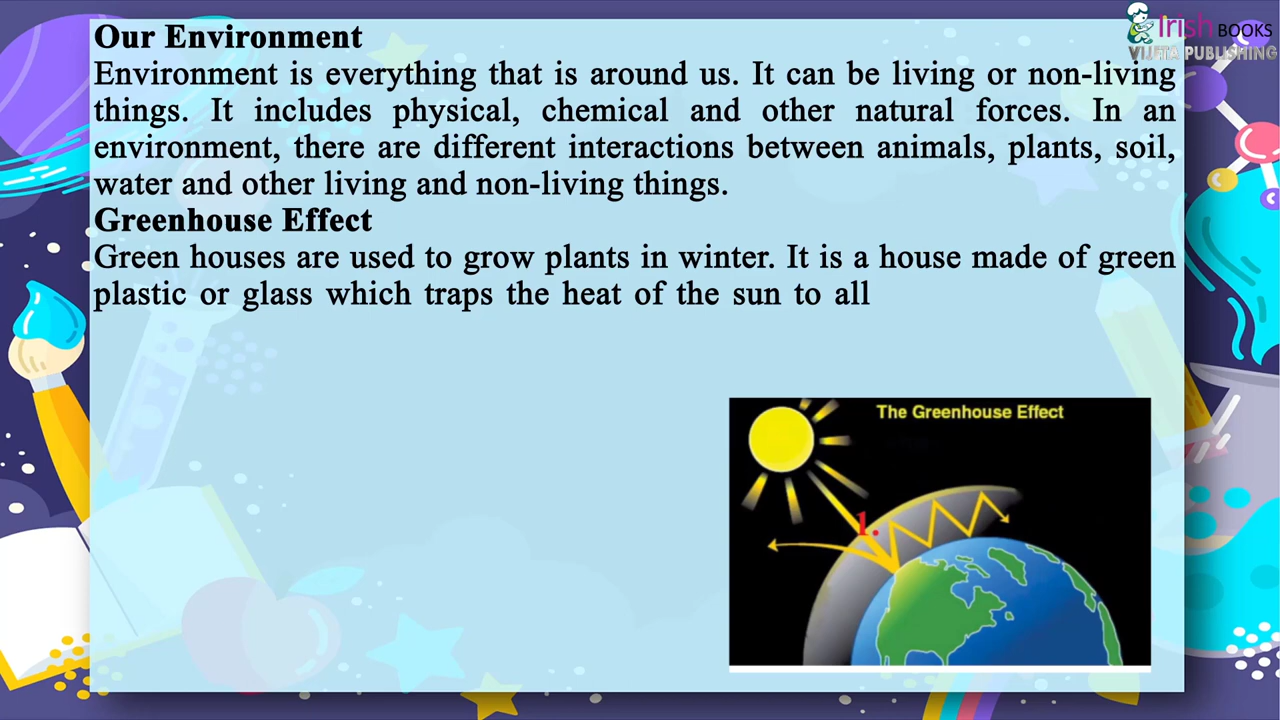 Our Environment
Environment is everything that is around us. It can be living or non-living
things. It includes physical, chemical and other natural forces. In an
environment, there are different interactions between animals, plants, soil,
water and other living and non-living things.
Greenhouse Effect
Green houses are used to grow plants in winter. It is a house made of green
plastic or glass which traps the heat of the sun to all
Irish BOOKS
VIJETA PUBLISHING
The Greenhouse Effect
1.